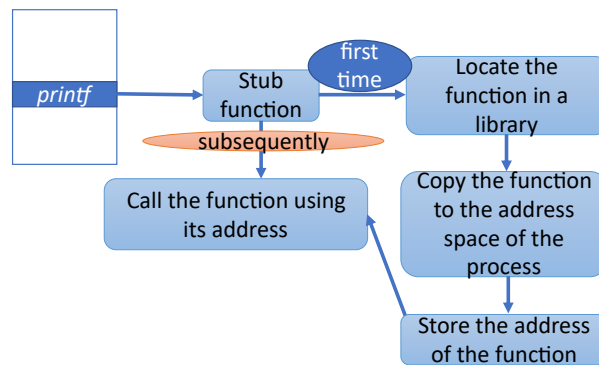 printf
Stub
function
first
time
Locate the
function in a
library
subsequently
Call the function using
its address
Copy the function
to the address
space of the
process
Store the address
of the function